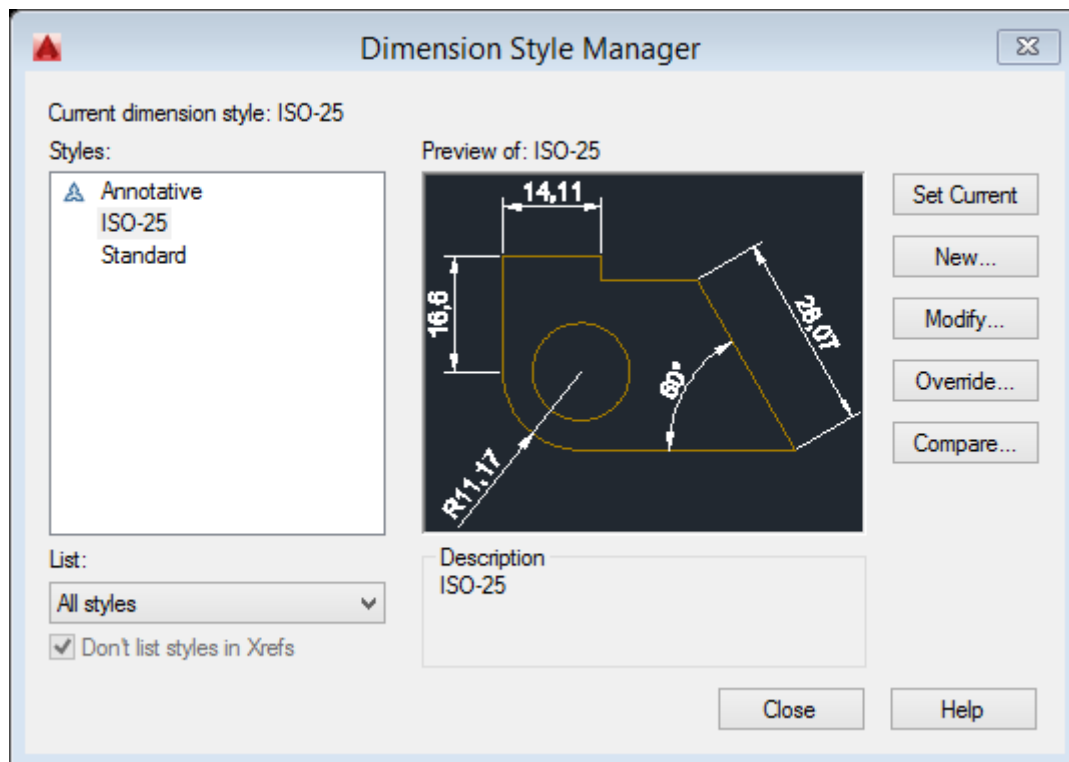 Dimension Style Manager
Current dimension style: ISO-25
Styles:
Annotative
ISO-25
Standard
Preview of: ISO-25
14,11
16,6
28,07
60°
R11,17
Set Current
New...
Modify...
Override...
Compare...
List:
All styles
Don't list styles in Xrefs
Description
ISO-25
Close
Help